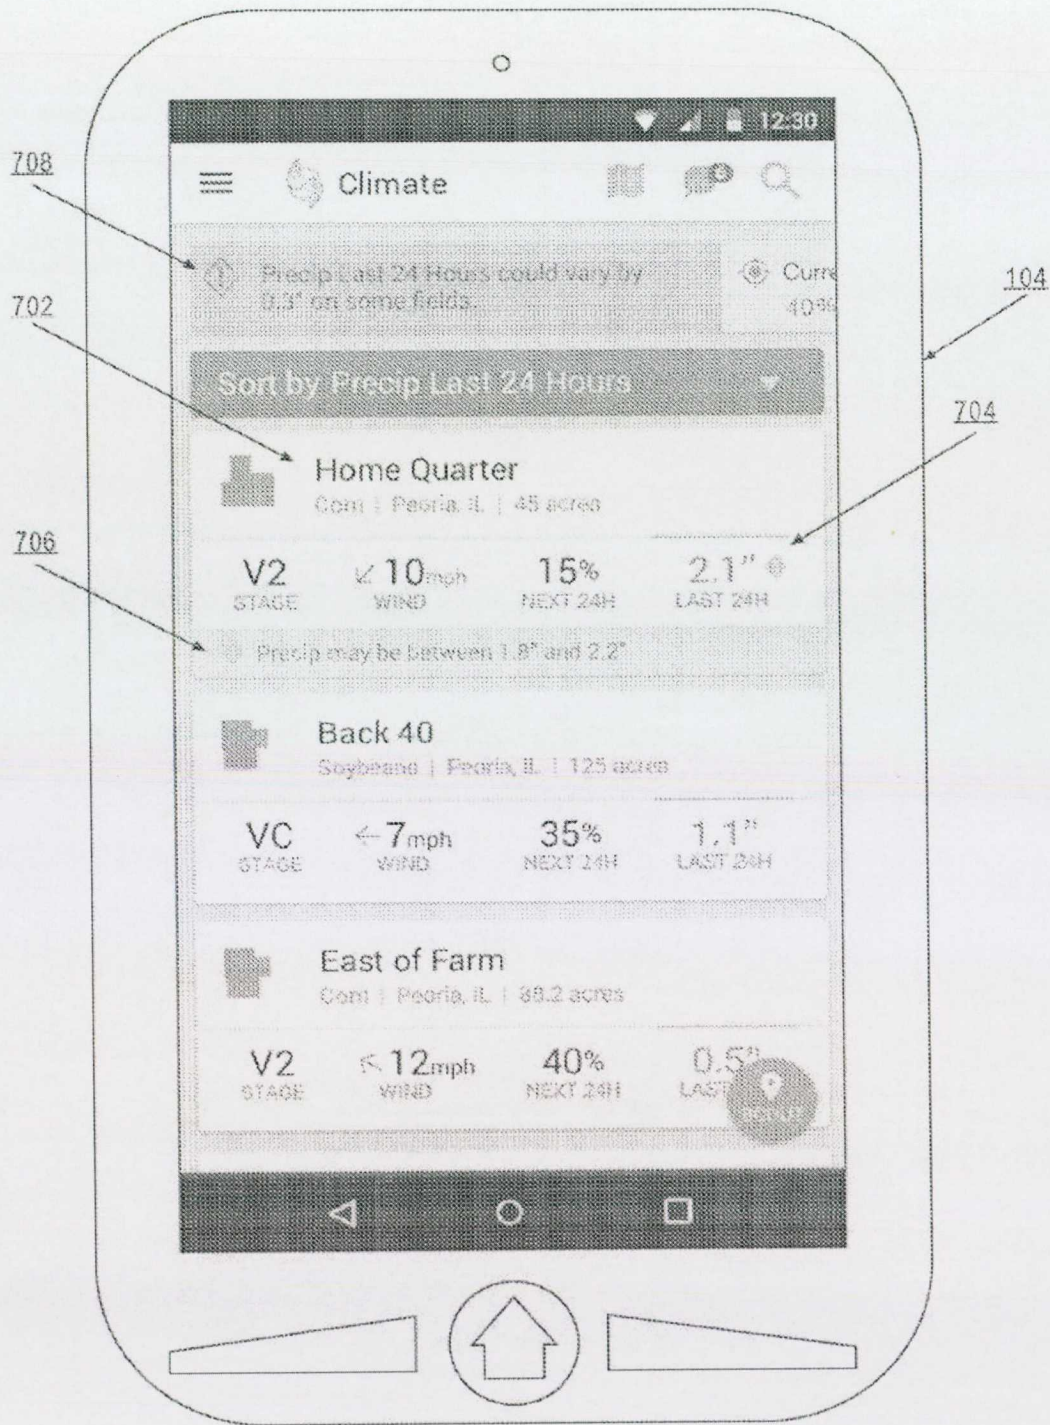 12:30
708
Climate
Precip Last 24 Hours could vary by
0.3" on some fields.
Curre
40%
702
104
Sort by Precip Last 24 Hours
704
Home Quarter
Corn | Peoria, IL | 45 acres
706
V2 10mph 15% 2.1"
STAGE WIND NEXT 24H LAST 24H
Precip may be between 1.8" and 2.2"
Back 40
Soybeans | Peoria, IL | 125 acres
VC 7mph 35% 1.1"
STAGE WIND NEXT 24H LAST 24H
East of Farm
Corn | Peoria, IL | 38.2 acres
V2 12mph 40% 0.5"
STAGE WIND NEXT 24H LAST